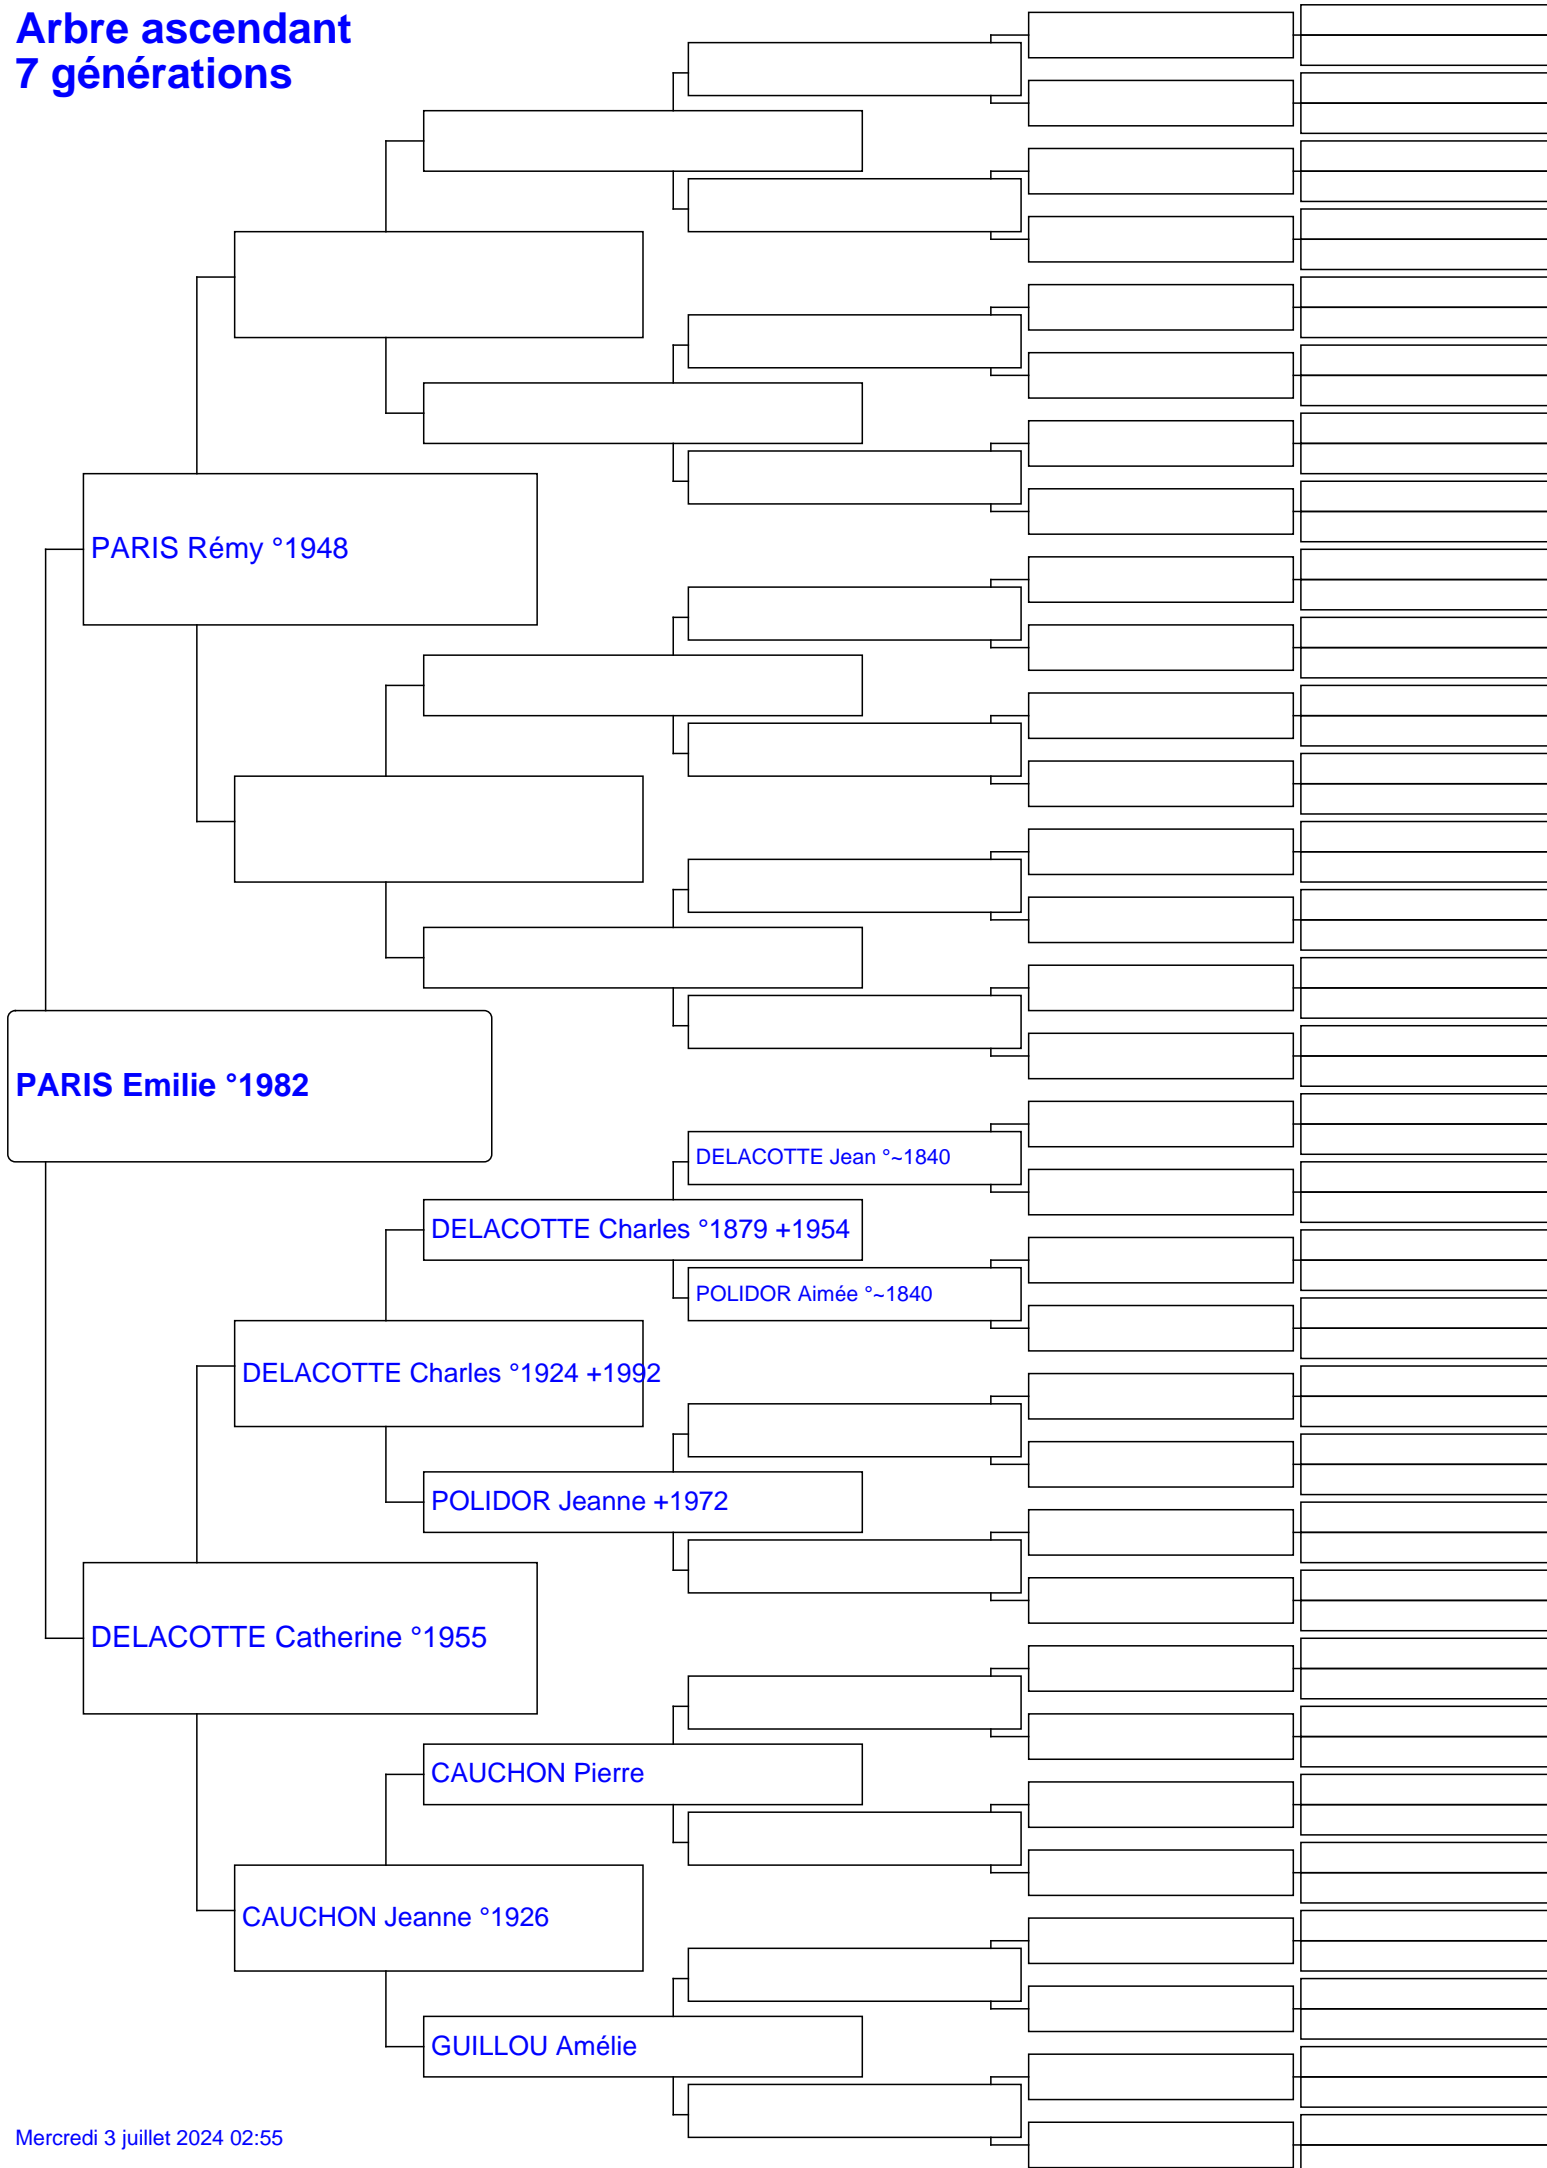 Arbre ascendant
7 générations
PARIS Rémy °1948
PARIS Emilie °1982
DELACOTTE Jean °~1840
DELACOTTE Charles °1879 +1954
POLIDOR Aimée °~1840
DELACOTTE Charles °1924 +1992
POLIDOR Jeanne +1972
DELACOTTE Catherine °1955
CAUCHON Pierre
CAUCHON Jeanne °1926
GUILLOU Amélie
Mercredi 3 juillet 2024 02:55